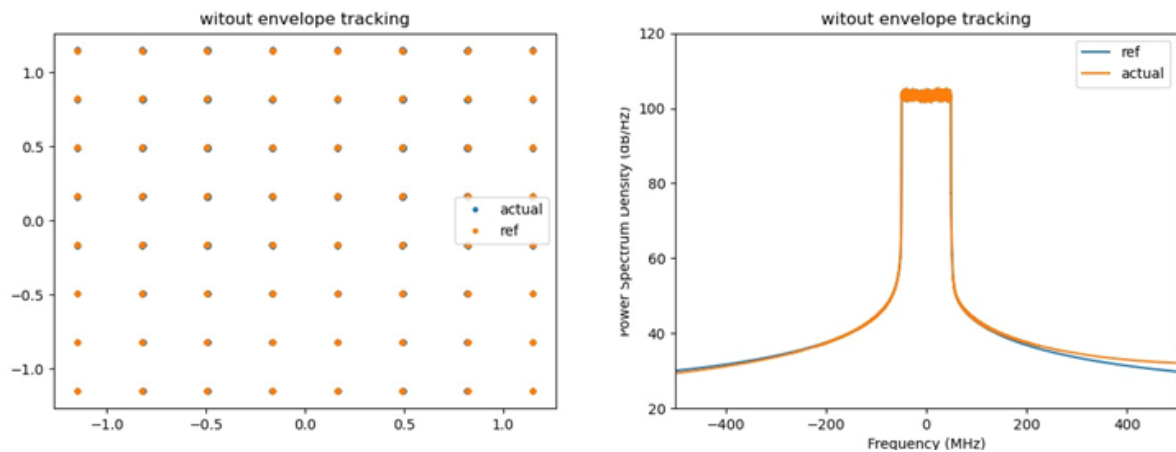 witout envelope tracking
1.0
0.5
0.0
−0.5
−1.0
−1.0 −0.5 0.0 0.5 1.0
actual
ref
witout envelope tracking
Power Spectrum Density (dB/Hz)
120
100
80
60
40
20
−400 −200 0 200 400
Frequency (MHz)
ref
actual